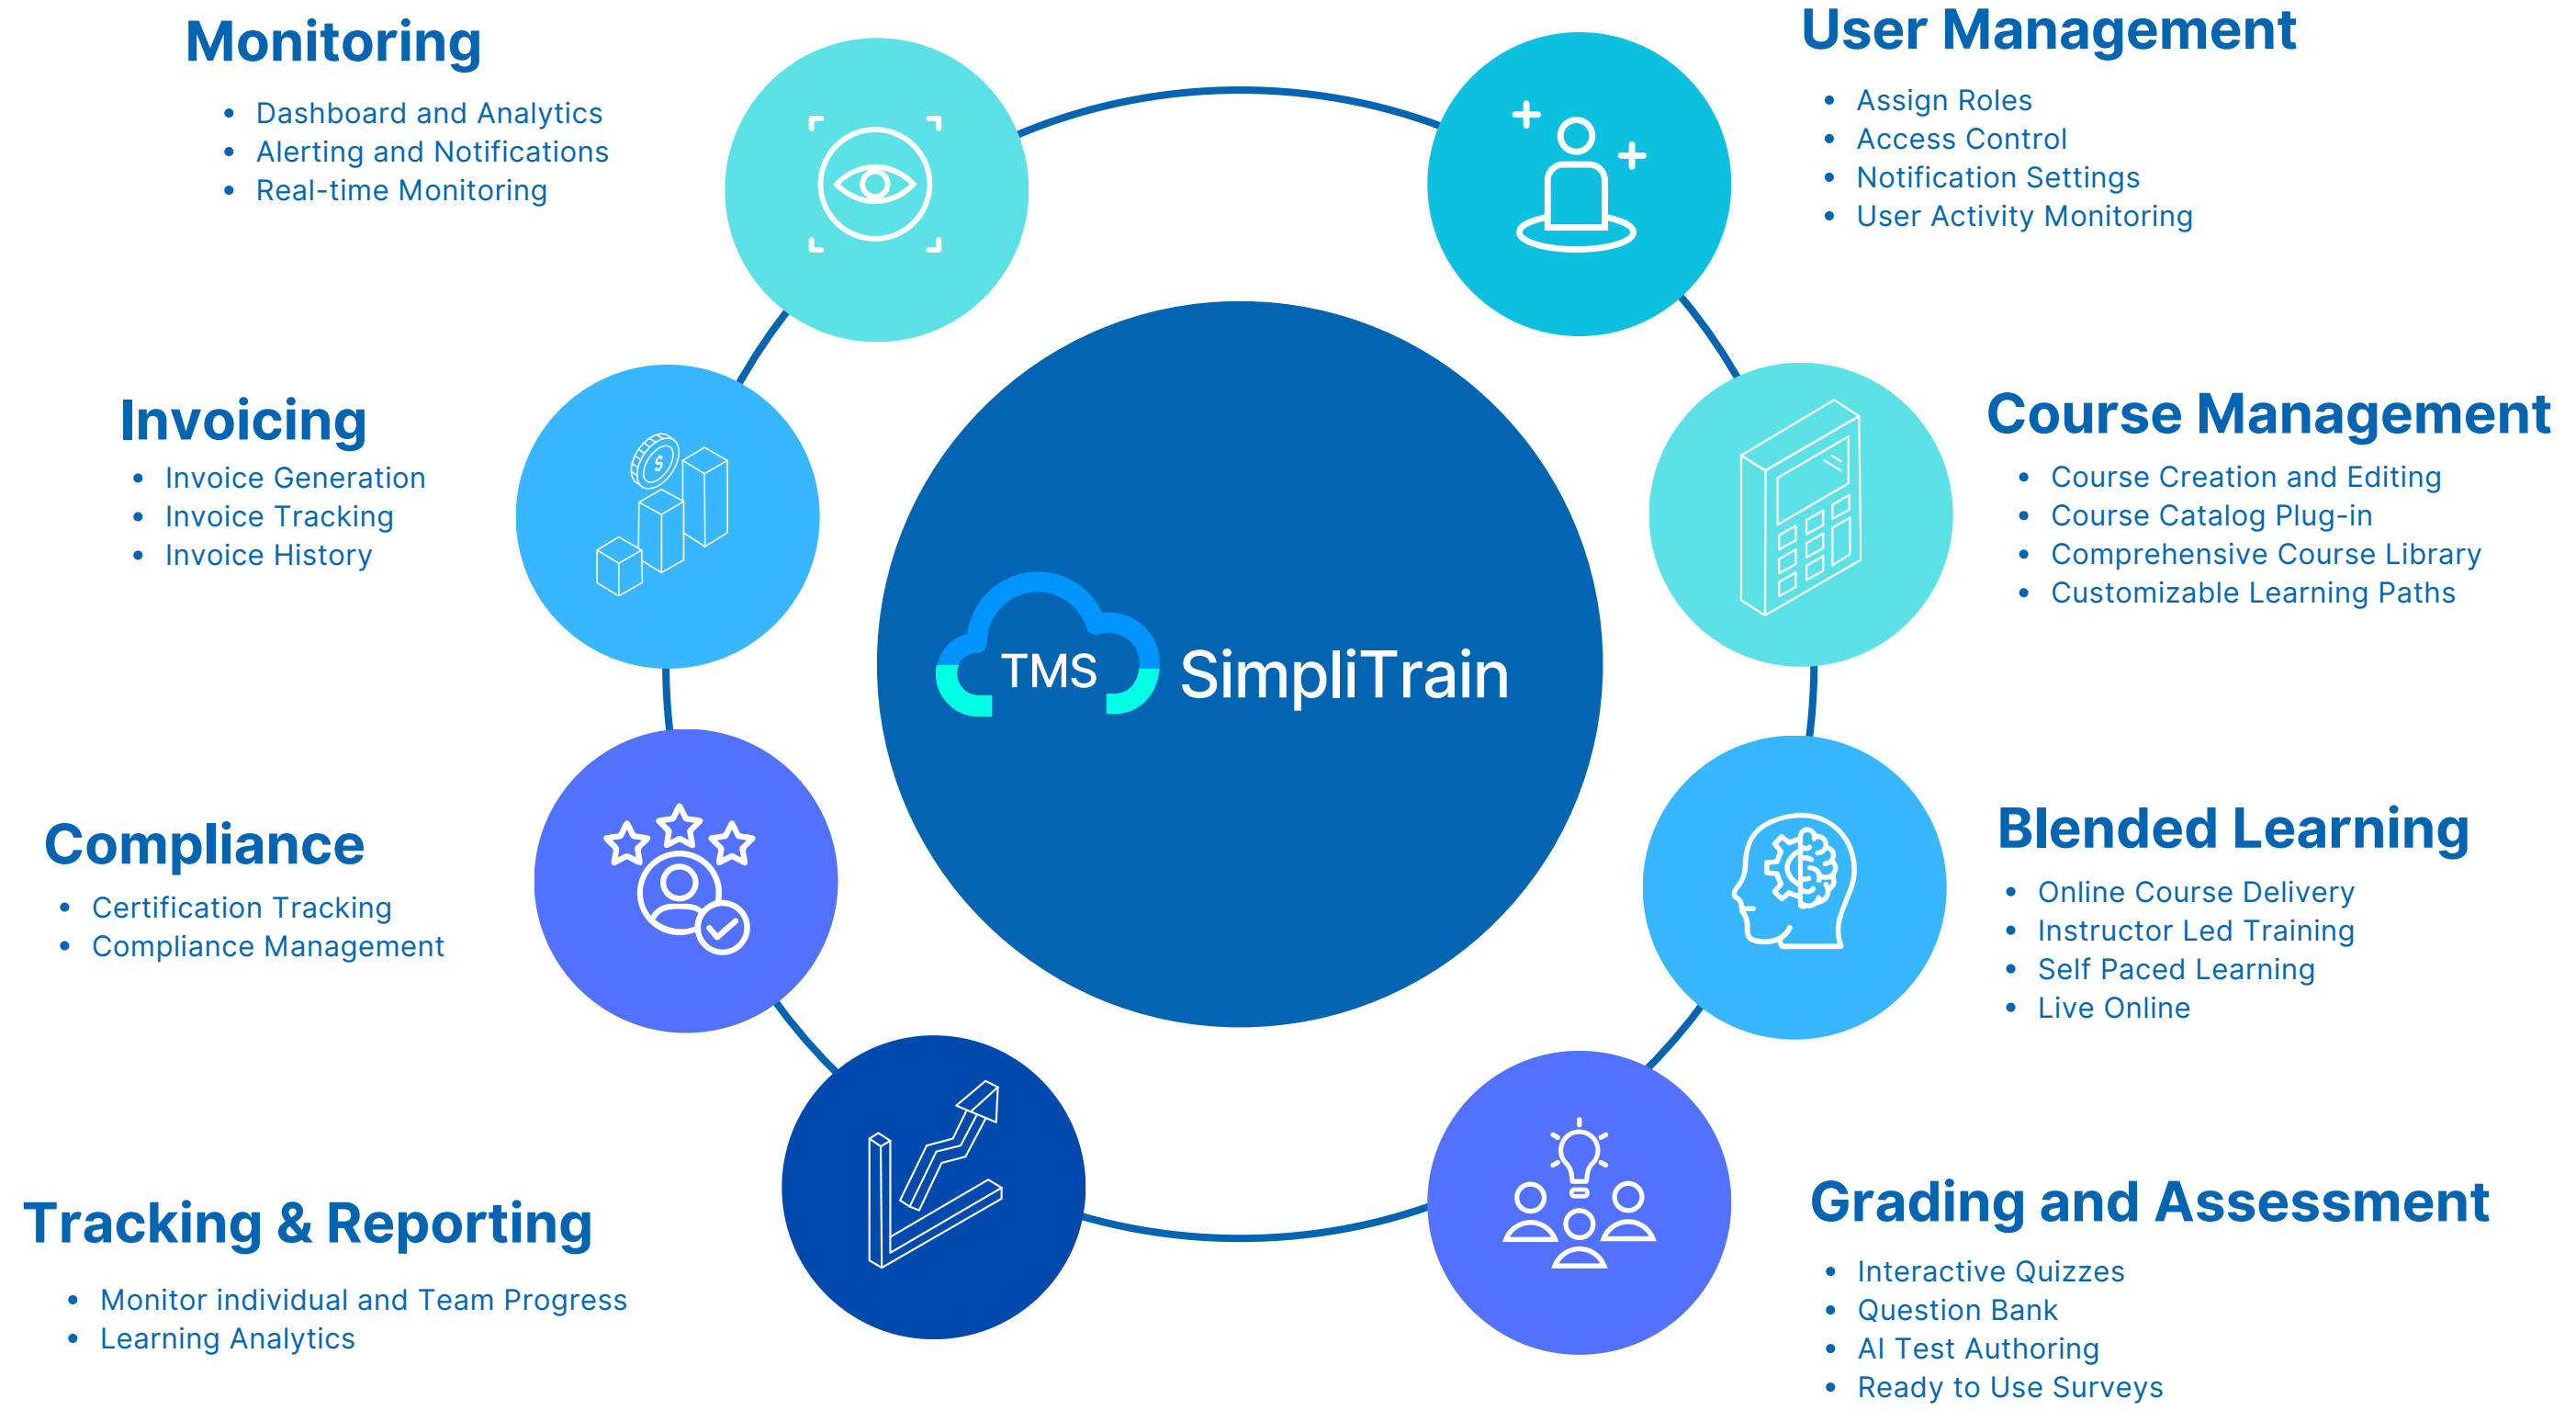 Monitoring
• Dashboard and Analytics
• Alerting and Notifications
• Real-time Monitoring
User Management
• Assign Roles
• Access Control
• Notification Settings
• User Activity Monitoring
Invoicing
• Invoice Generation
• Invoice Tracking
• Invoice History
$
Course Management
• Course Creation and Editing
• Course Catalog Plug-in
• Comprehensive Course Library
• Customizable Learning Paths
TMS SimpliTrain
Compliance
• Certification Tracking
• Compliance Management
Blended Learning
• Online Course Delivery
• Instructor Led Training
• Self Paced Learning
• Live Online
Tracking & Reporting
• Monitor individual and Team Progress
• Learning Analytics
Grading and Assessment
• Interactive Quizzes
• Question Bank
• AI Test Authoring
• Ready to Use Surveys